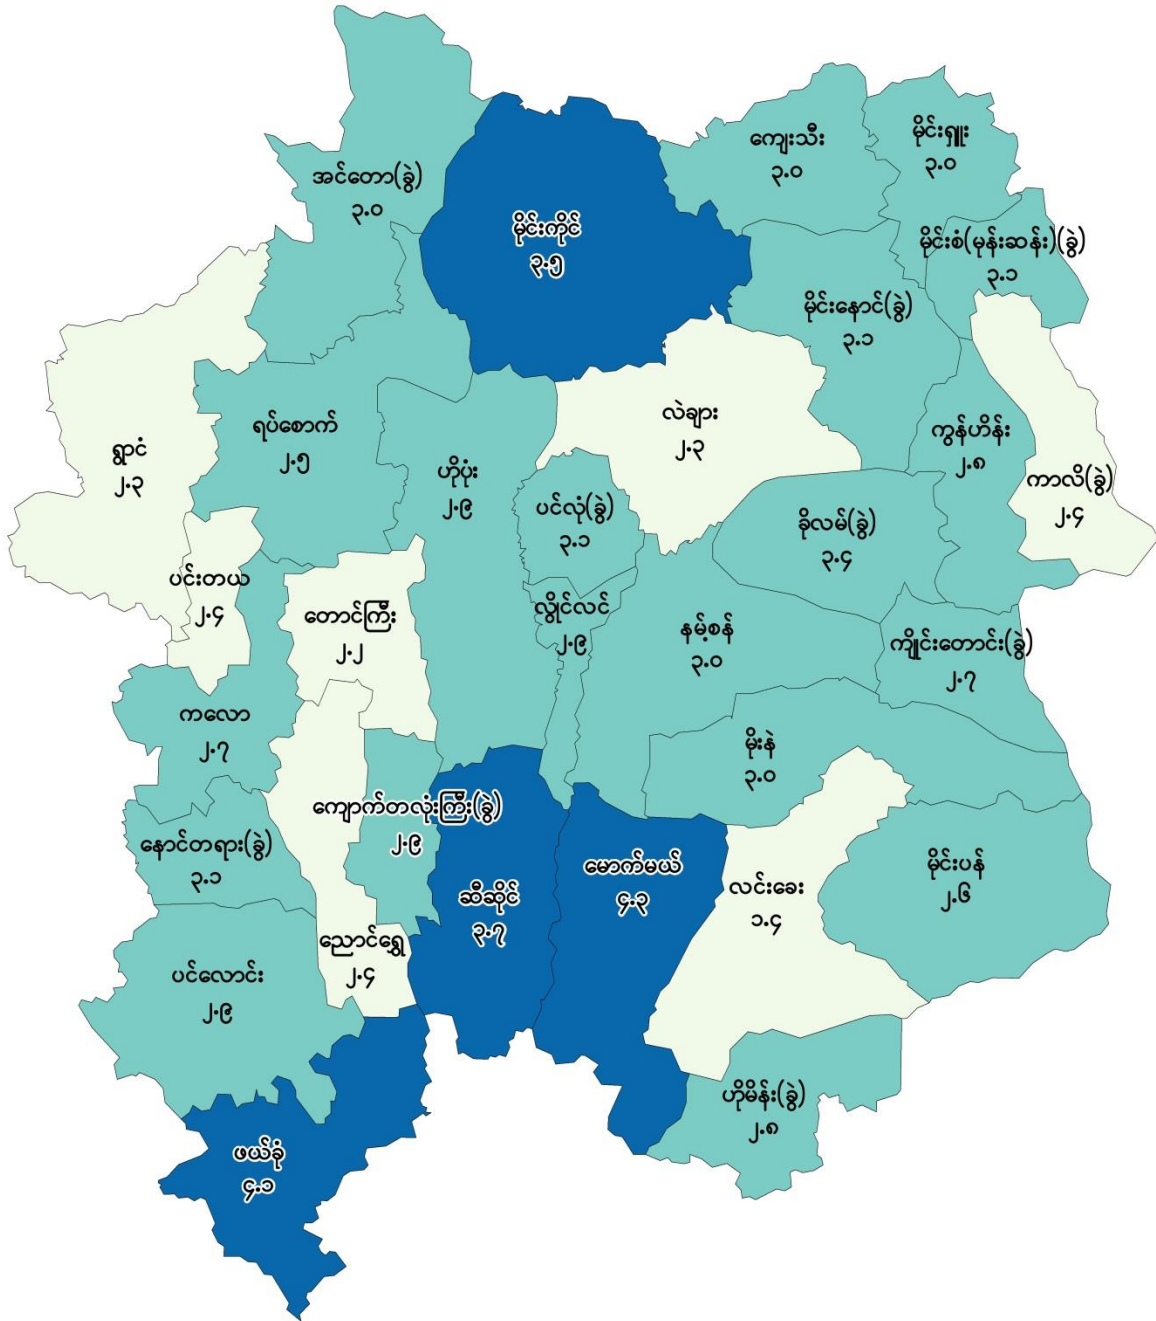 အင်တော(ခွဲ)
၃.၀
မိုင်းကိုင်
၃.၅
ကျေးသီး
၃.၀
မိုင်းရှူး
၃.၀
မိုင်းစံ(မုန်းဆန်း)(ခွဲ)
၃.၁
မိုင်းနောင်(ခွဲ)
၃.၁
ရွာငံ
၂.၃
ရပ်စောက်
၂.၅
ဟိုပုံး
၂.၉
လဲချား
၂.၃
ကွန်ဟိန်း
၂.၈
ကာလိ(ခွဲ)
၂.၄
ပင်လုံ(ခွဲ)
၃.၁
ခိုလမ်(ခွဲ)
၃.၄
ပင်းတယ
၂.၄
တောင်ကြီး
၂.၂
လွိုင်လင်
၂.၉
နမ့်စန်
၃.၀
ကျိုင်းတောင်း(ခွဲ)
၂.၇
ကလော
၂.၇
မိုးနဲ
၃.၀
ကျောက်တလုံးကြီး(ခွဲ)
၂.၉
နောင်တရား(ခွဲ)
၃.၁
ဆီဆိုင်
၃.၇
မောက်မယ်
၄.၃
လင်းခေး
၁.၄
မိုင်းပန်
၂.၆
ညောင်ရွှေ
၂.၄
ပင်လောင်း
၂.၉
ဟိုမိန်း(ခွဲ)
၂.၈
ဖယ်ခုံ
၄.၁